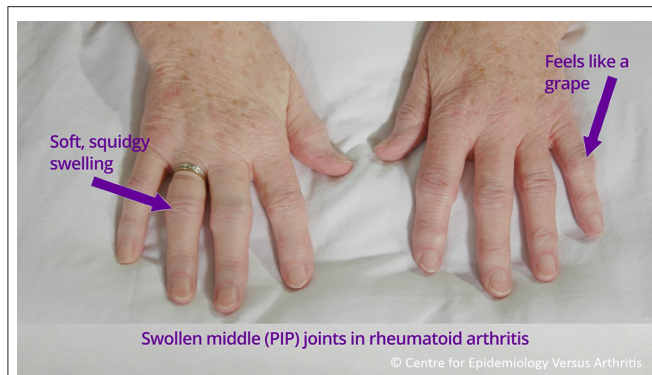 Feels like a
grape
Soft, squidgy
swelling
Swollen middle (PIP) joints in rheumatoid arthritis
© Centre for Epidemiology Versus Arthritis